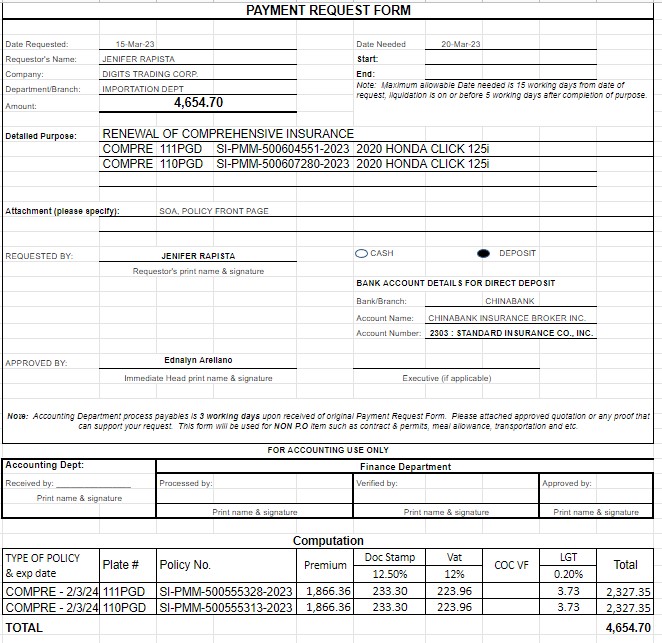 PAYMENT REQUEST FORM
Date Requested: 15-Mar-23 Date Needed 20-Mar-23
Requestor's Name: JENIFER RAPISTA Start:
Company: DIGITS TRADING CORP. End:
Department/Branch: IMPORTATION DEPT Note: Maximum allowable Date needed is 15 working days from date of
request, liquidation is on or before 5 working days after completion of purpose.
Amount: 4,654.70
Detailed Purpose: RENEWAL OF COMPREHENSIVE INSURANCE
COMPRE 111PGD SI-PMM-500604551-2023 2020 HONDA CLICK 125i
COMPRE 110PGD SI-PMM-500607280-2023 2020 HONDA CLICK 125i
Attachment (please specify): SOA, POLICY FRONT PAGE
REQUESTED BY: JENIFER RAPISTA CASH DEPOSIT
Requestor's print name & signature
BANK ACCOUNT DETAILS FOR DIRECT DEPOSIT
Bank/Branch: CHINABANK
Account Name: CHINABANK INSURANCE BROKER INC.
Account Number: 2303 : STANDARD INSURANCE CO., INC.
APPROVED BY: Ednalyn Arellano
Immediate Head print name & signature Executive (if applicable)
Note: Accounting Department process payables is 3 working days upon received of original Payment Request Form. Please attached approved quotation or any proof that
can support your request. This form will be used for NON P.O item such as contract & permits, meal allowance, transportation and etc.
FOR ACCOUNTING USE ONLY
Accounting Dept: Finance Department
Received by: Processed by: Verified by: Approved by:
Print name & signature
Print name & signature Print name & signature Print name & signature
Computation
TYPE OF POLICY & exp date Plate # Policy No. Premium Doc Stamp 12.50% Vat 12% COC VF LGT 0.20% Total
COMPRE - 2/3/24 111PGD SI-PMM-500555328-2023 1,866.36 233.30 223.96 3.73 2,327.35
COMPRE - 2/3/24 110PGD SI-PMM-500555313-2023 1,866.36 233.30 223.96 3.73 2,327.35
TOTAL 4,654.70